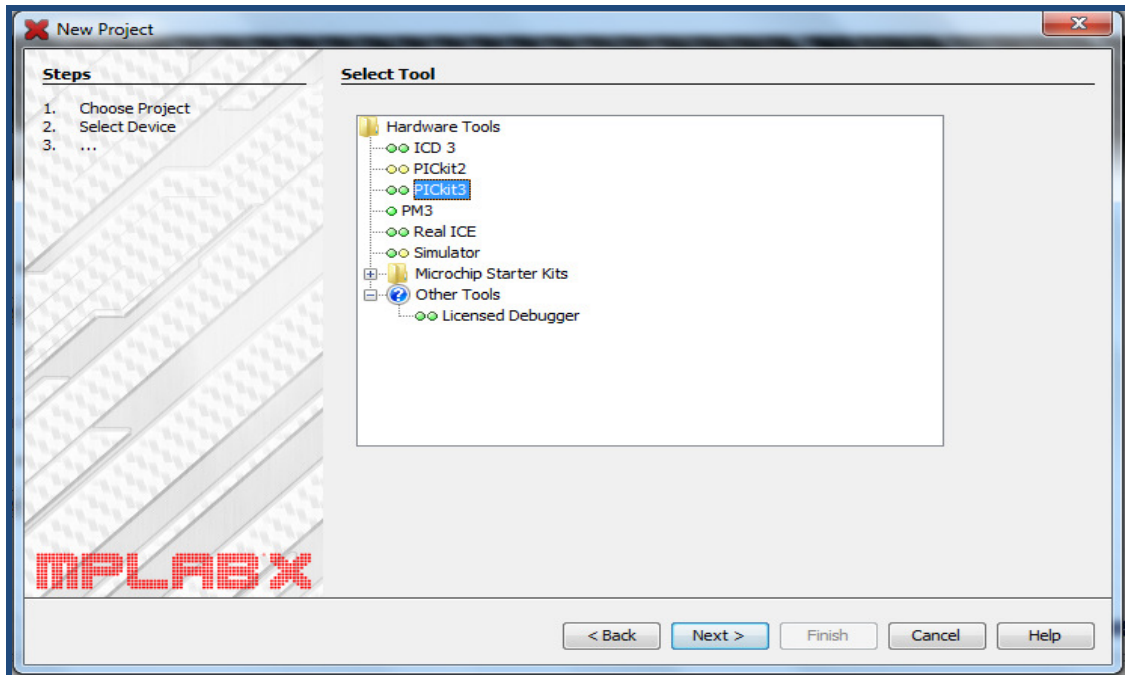 New Project
Steps
1. Choose Project
2. Select Device
3. ...
Select Tool
Hardware Tools
ICD 3
PICkit2
PICkit3
PM3
Real ICE
Simulator
Microchip Starter Kits
Other Tools
Licensed Debugger
MPLAB X
< Back Next > Finish Cancel Help